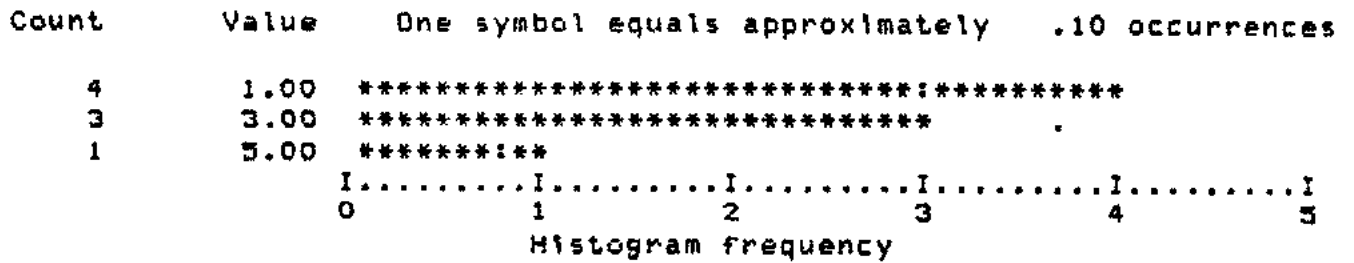 Count Value One symbol equals approximately .10 occurrences
4 1.00 *****************************:**********
3 3.00 ****************************** .
1 5.00 *******:**
I.........I.........I.........I.........I.........I
0 1 2 3 4 5
Histogram frequency